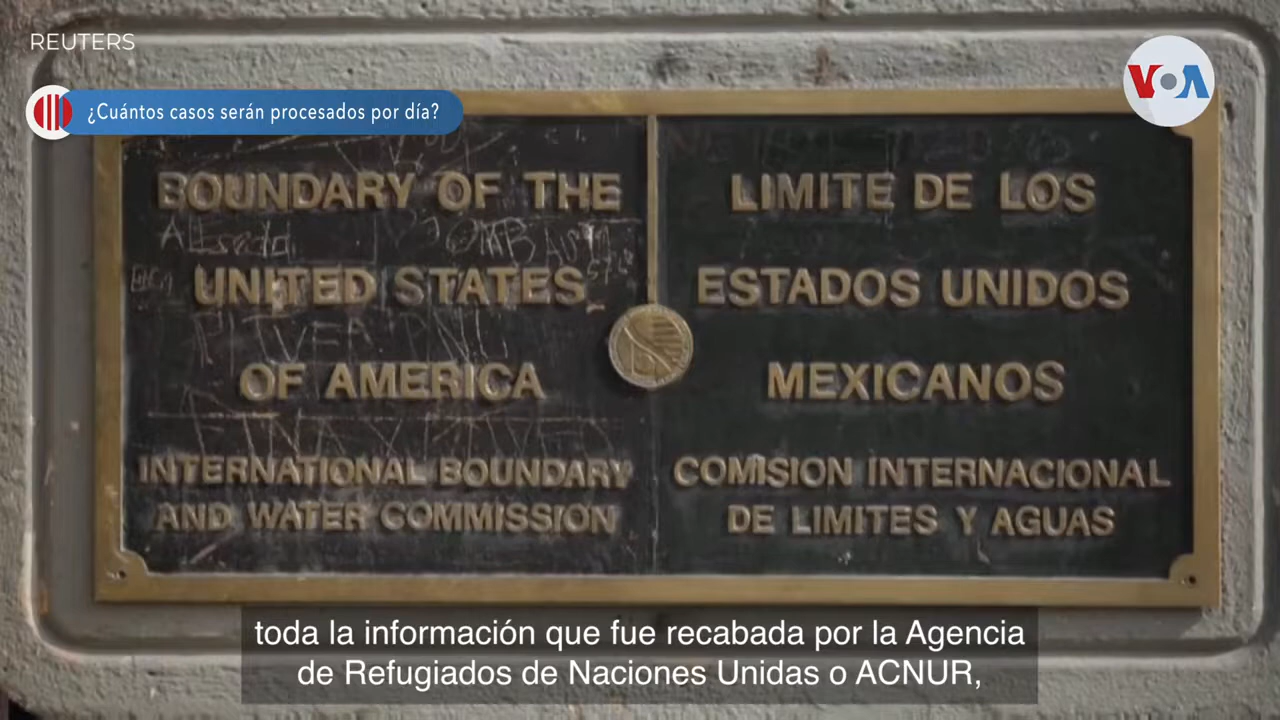 REUTERS
VOA
¿Cuántos casos serán procesados por día?
BOUNDARY OF THE
UNITED STATES
OF AMERICA
INTERNATIONAL BOUNDARY
AND WATER COMMISSION
LIMITE DE LOS
ESTADOS UNIDOS
MEXICANOS
COMISION INTERNACIONAL
DE LIMITES Y AGUAS
toda la información que fue recabada por la Agencia
de Refugiados de Naciones Unidas o ACNUR,